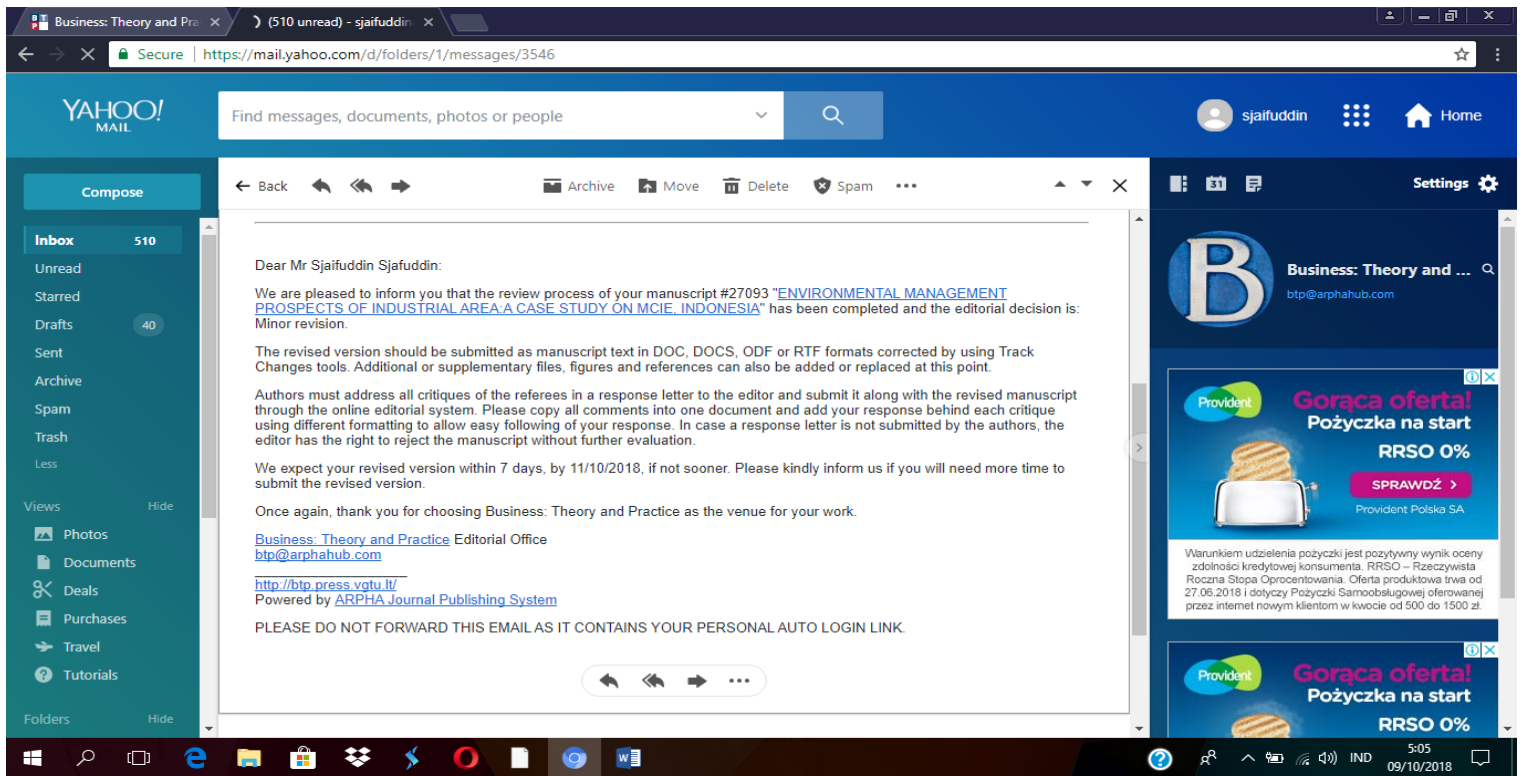 Business: Theory and Pra
(510 unread) - sjaifuddin
Secure
https://mail.yahoo.com/d/folders/1/messages/3546
YAHOO!
MAIL
Find messages, documents, photos or people
sjaifuddin
Home
Compose
Inbox 510
Unread
Starred
Drafts 40
Sent
Archive
Spam
Trash
Less
Views Hide
Photos
Documents
Deals
Purchases
Travel
Tutorials
Folders Hide
Back
Archive
Move
Delete
Spam
Dear Mr Sjaifuddin Sjafuddin:
We are pleased to inform you that the review process of your manuscript #27093 "ENVIRONMENTAL MANAGEMENT
PROSPECTS OF INDUSTRIAL AREA:A CASE STUDY ON MCIE, INDONESIA" has been completed and the editorial decision is:
Minor revision.
The revised version should be submitted as manuscript text in DOC, DOCS, ODF or RTF formats corrected by using Track
Changes tools. Additional or supplementary files, figures and references can also be added or replaced at this point.
Authors must address all critiques of the referees in a response letter to the editor and submit it along with the revised manuscript
through the online editorial system. Please copy all comments into one document and add your response behind each critique
using different formatting to allow easy following of your response. In case a response letter is not submitted by the authors, the
editor has the right to reject the manuscript without further evaluation.
We expect your revised version within 7 days, by 11/10/2018, if not sooner. Please kindly inform us if you will need more time to
submit the revised version.
Once again, thank you for choosing Business: Theory and Practice as the venue for your work.
Business: Theory and Practice Editorial Office
btp@arphahub.com
http://btp.press.vgtu.lt/
Powered by ARPHA Journal Publishing System
PLEASE DO NOT FORWARD THIS EMAIL AS IT CONTAINS YOUR PERSONAL AUTO LOGIN LINK.
31
Settings
B
Business: Theory and ...
btp@arphahub.com
Provident
Gorąca oferta!
Pożyczka na start
RRSO 0%
SPRAWDŹ >
Provident Polska SA
Warunkiem udzielenia pożyczki jest pozytywny wynik oceny
zdolności kredytowej konsumenta. RRSO – Rzeczywista
Roczna Stopa Oprocentowania. Oferta produktowa trwa od
27.06.2018 i dotyczy Pożyczki Samoobsługowej oferowanej
przez internet nowym klientom w kwocie od 500 do 1500 zł.
Provident
Gorąca oferta!
Pożyczka na start
RRSO 0%
IND
5:05
09/10/2018